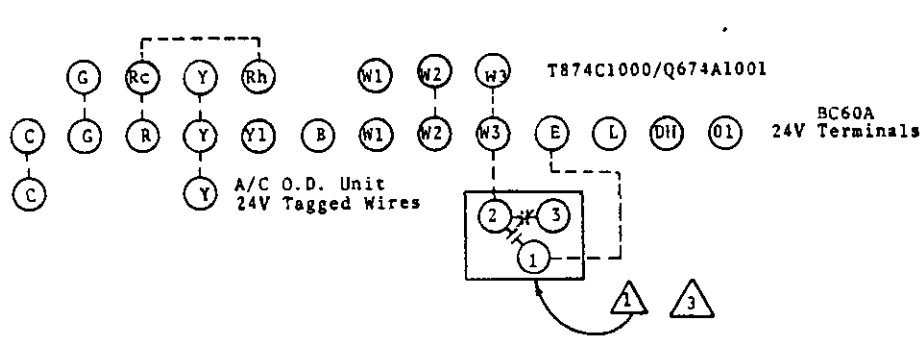 G Rc Y Rh W1 W2 W3 T874C1000/Q674A1001
C G R Y Y1 B W1 W2 W3 E L DH O1 BC60A
24V Terminals
C Y A/C O.D. Unit
24V Tagged Wires
2 3
1
1 3